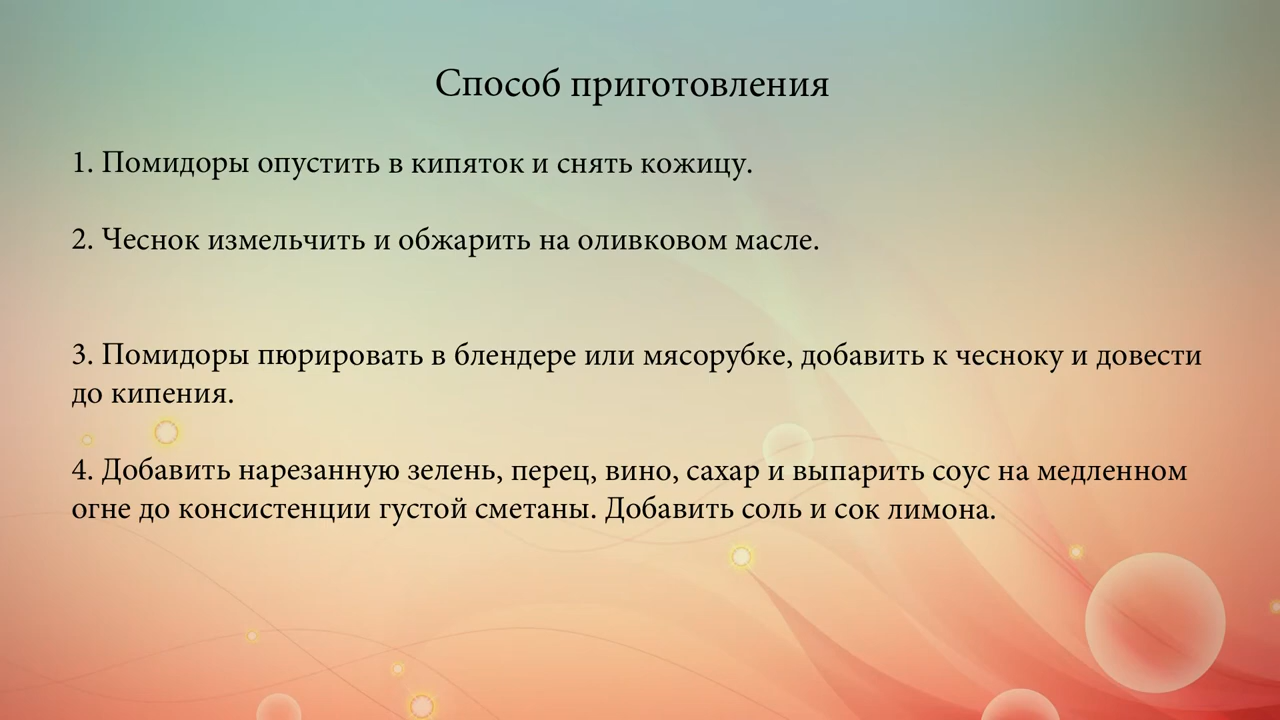 Способ приготовления
1. Помидоры опустить в кипяток и снять кожицу.
2. Чеснок измельчить и обжарить на оливковом масле.
3. Помидоры пюрировать в блендере или мясорубке, добавить к чесноку и довести
до кипения.
4. Добавить нарезанную зелень, перец, вино, сахар и выпарить соус на медленном
огне до консистенции густой сметаны. Добавить соль и сок лимона.